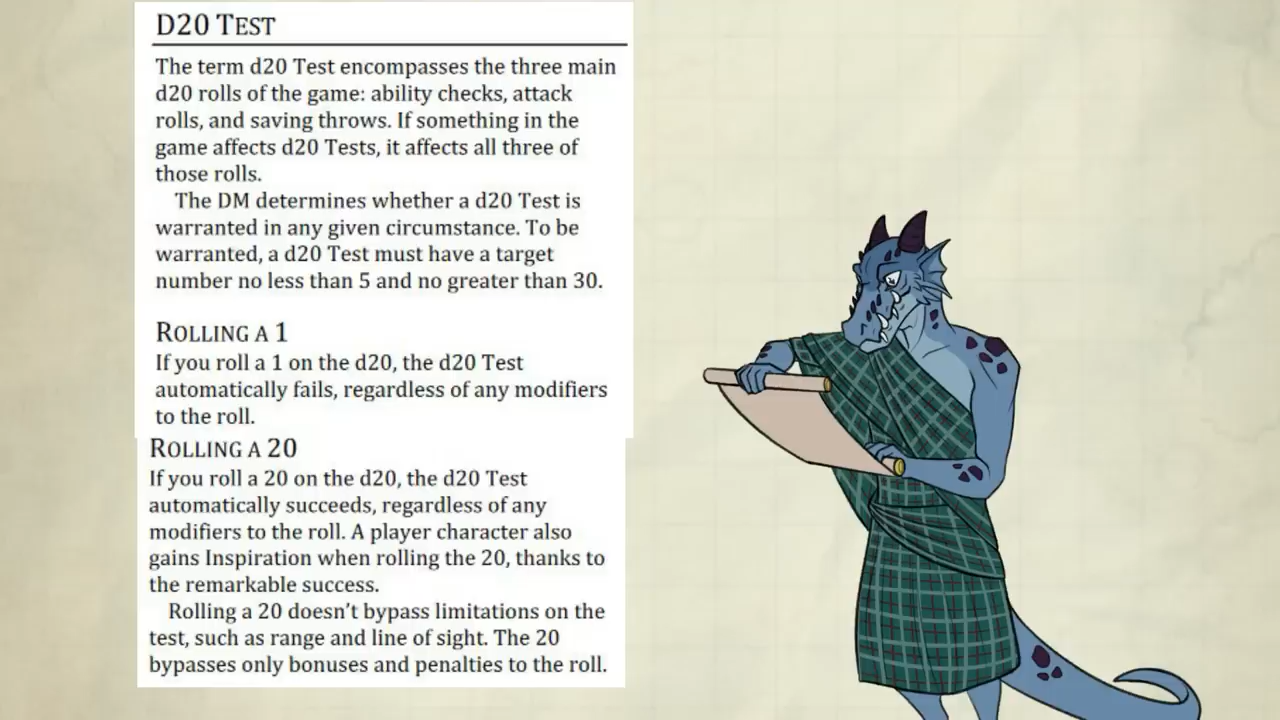 D20 TEST
The term d20 Test encompasses the three main
d20 rolls of the game: ability checks, attack
rolls, and saving throws. If something in the
game affects d20 Tests, it affects all three of
those rolls.
The DM determines whether a d20 Test is
warranted in any given circumstance. To be
warranted, a d20 Test must have a target
number no less than 5 and no greater than 30.
ROLLING A 1
If you roll a 1 on the d20, the d20 Test
automatically fails, regardless of any modifiers
to the roll.
ROLLING A 20
If you roll a 20 on the d20, the d20 Test
automatically succeeds, regardless of any
modifiers to the roll. A player character also
gains Inspiration when rolling the 20, thanks to
the remarkable success.
Rolling a 20 doesn’t bypass limitations on the
test, such as range and line of sight. The 20
bypasses only bonuses and penalties to the roll.